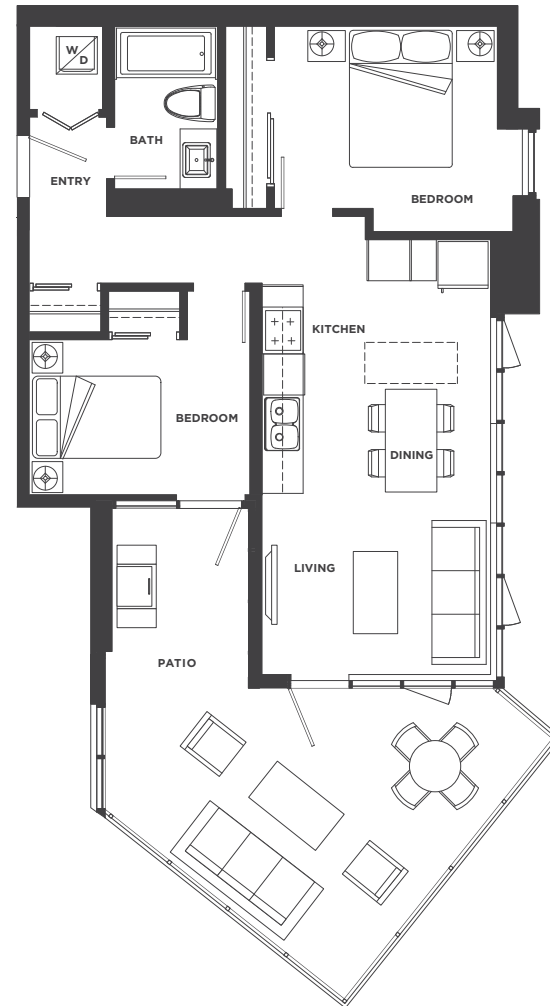 W
D
BATH
ENTRY
BEDROOM
KITCHEN
BEDROOM
DINING
LIVING
PATIO